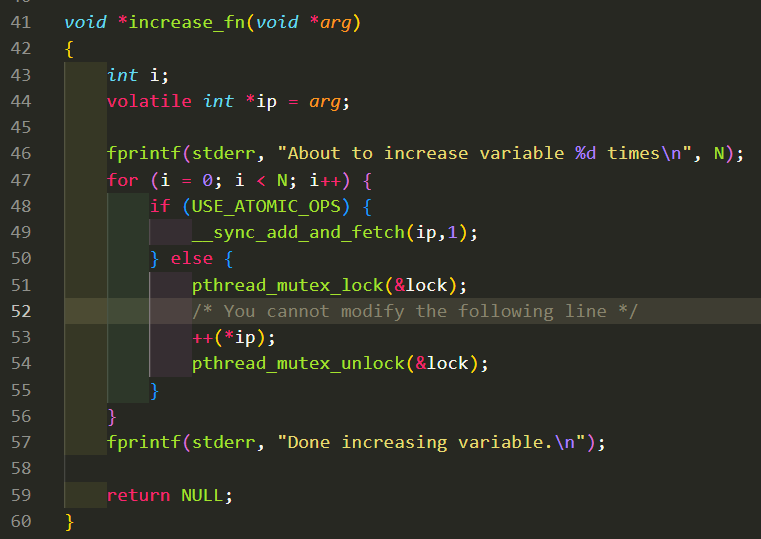 41 void *increase_fn(void *arg)
42 {
43 int i;
44 volatile int *ip = arg;
45
46 fprintf(stderr, "About to increase variable %d times\n", N);
47 for (i = 0; i < N; i++) {
48 if (USE_ATOMIC_OPS) {
49 __sync_add_and_fetch(ip,1);
50 } else {
51 pthread_mutex_lock(&lock);
52 /* You cannot modify the following line */
53 ++(*ip);
54 pthread_mutex_unlock(&lock);
55 }
56 }
57 fprintf(stderr, "Done increasing variable.\n");
58
59 return NULL;
60 }